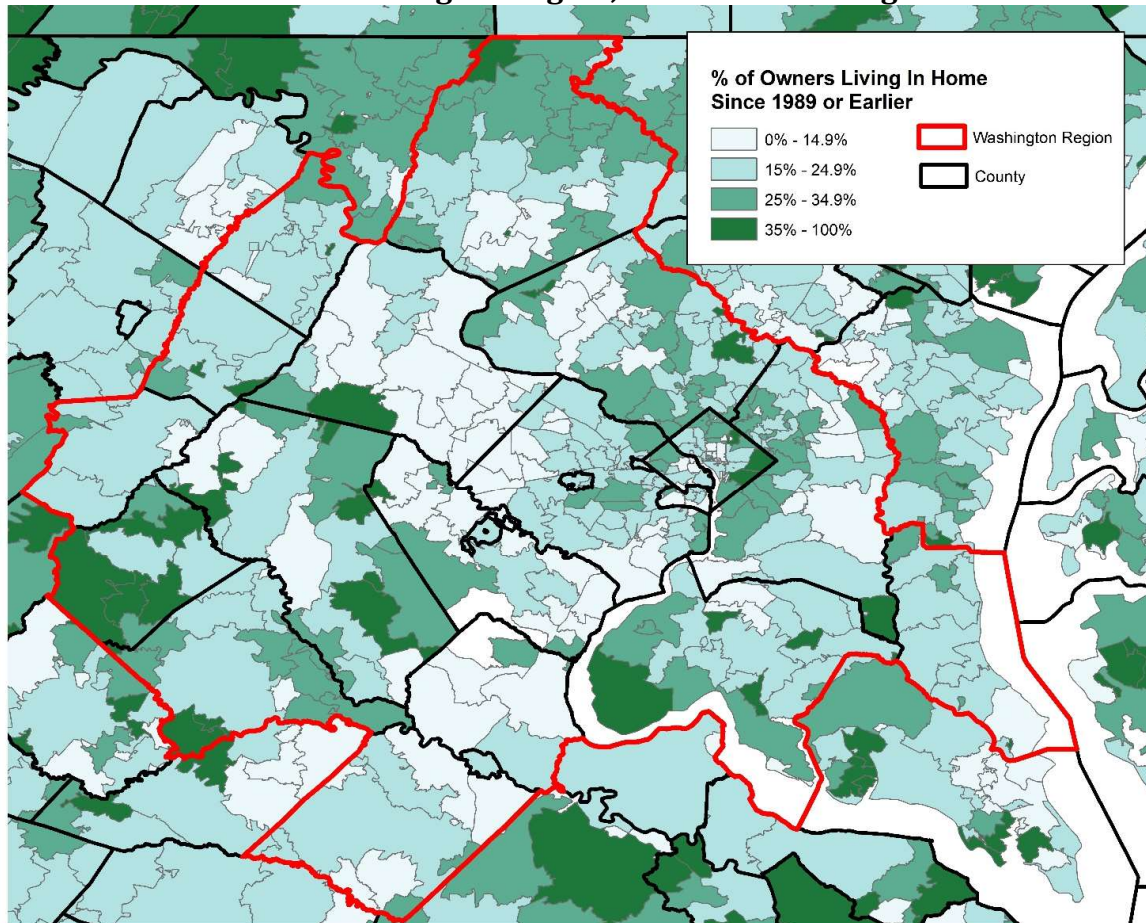 % of Owners Living In Home
Since 1989 or Earlier
0% - 14.9%
15% - 24.9%
25% - 34.9%
35% - 100%
Washington Region
County